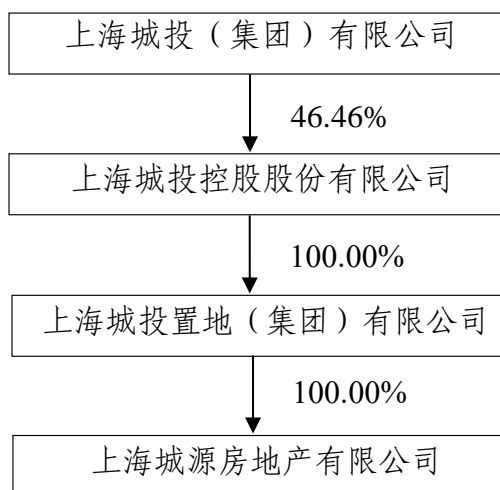 上海城投（集团）有限公司
46.46%
上海城投控股股份有限公司
100.00%
上海城投置地（集团）有限公司
100.00%
上海城源房地产有限公司